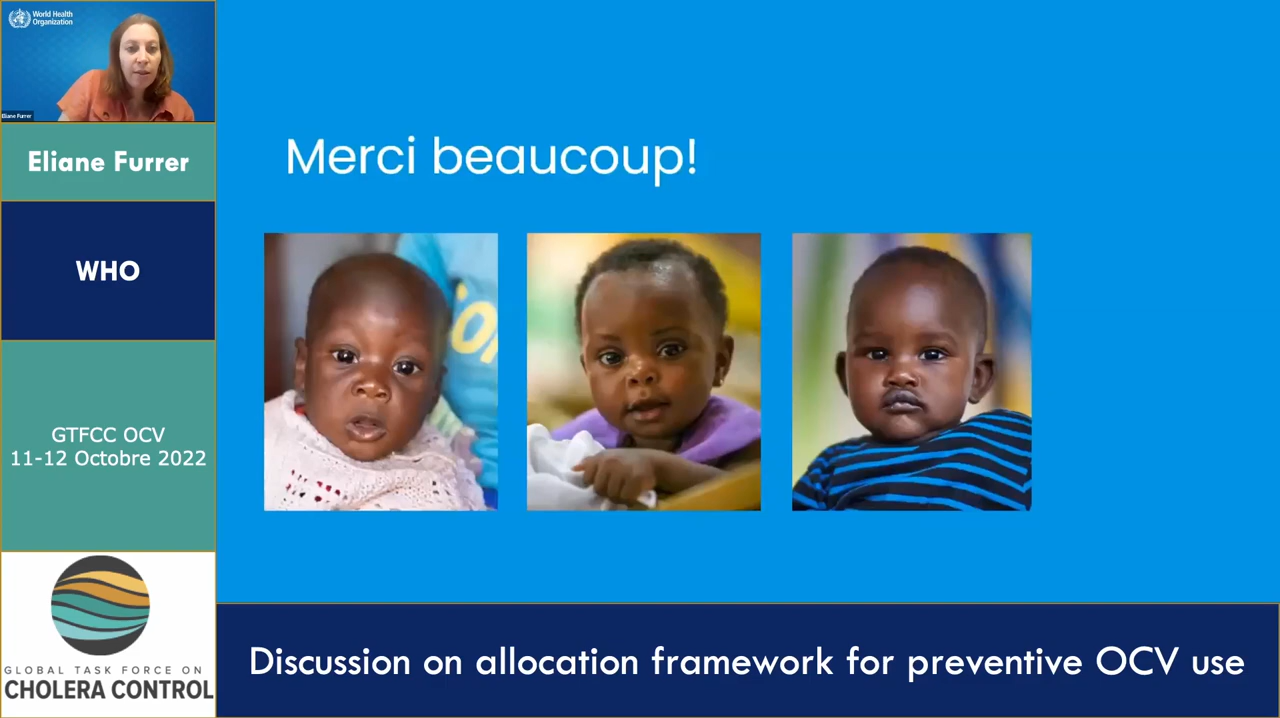 World Health
Organization
Eliane Furrer
Eliane Furrer
WHO
GTFCC OCV
11-12 Octobre 2022
GLOBAL TASK FORCE ON
CHOLERA CONTROL
Merci beaucoup!
Discussion on allocation framework for preventive OCV use